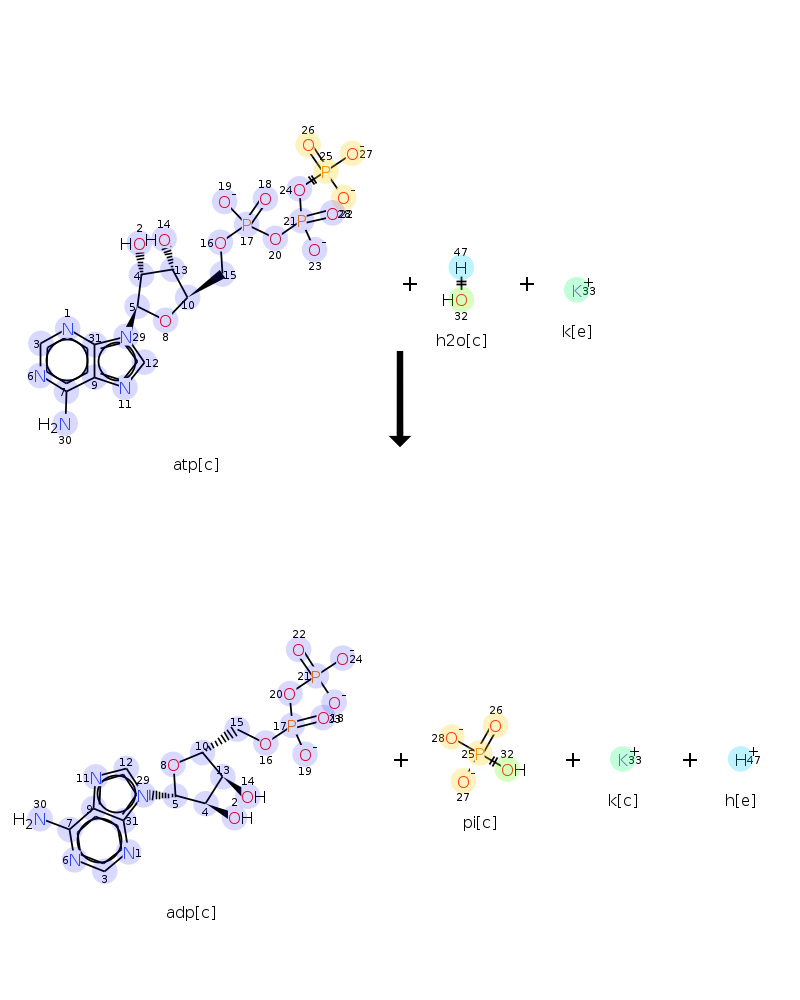 26
25
O
O⁻ 27
P
19
18
24 O
O⁻
O⁻
O
21 P
O 28 22
2
14
P
16 O
17
O
20
O⁻
23
HO
HO
4
13
15
47
H
10
1
5
O
8
HO
32
K⁺ 33
N
31
N 29
3
h2o[c]
k[e]
6 N
9
12
7
N
11
H₂N
30
atp[c]
+
+
22
O
21
O⁻ 24
P
20 O
O⁻
15
17 P
O 23 18
26
28 O⁻
O
10
O
16
O⁻
19
25 P
32
OH
12
8 O
13
11 N
29
14
OH
O⁻
27
K⁺ 33
H⁺ 47
30
9
N
5
2
H₂N
7
31
4
OH
pi[c]
k[c]
h[e]
6 N
N 1
3
adp[c]
+
+
+